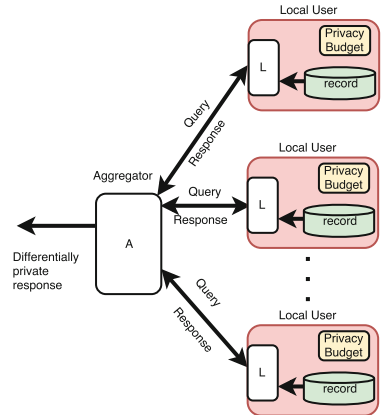 Local User
Privacy
Budget
L
record
Query
Response
Local User
Privacy
Budget
L
record
Aggregator
Query
Response
A
Differentially
private
response
Query
Response
Local User
Privacy
Budget
L
record